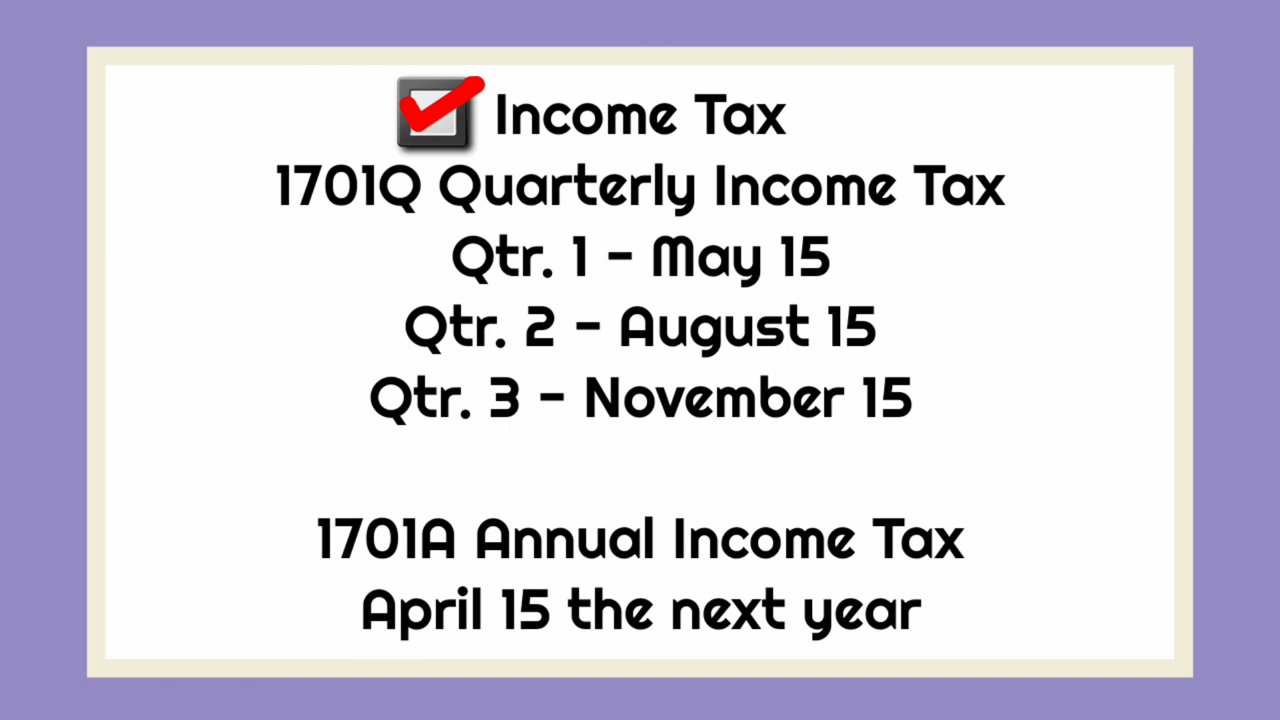 Income Tax
1701Q Quarterly Income Tax
Qtr. 1 - May 15
Qtr. 2 - August 15
Qtr. 3 - November 15
1701A Annual Income Tax
April 15 the next year